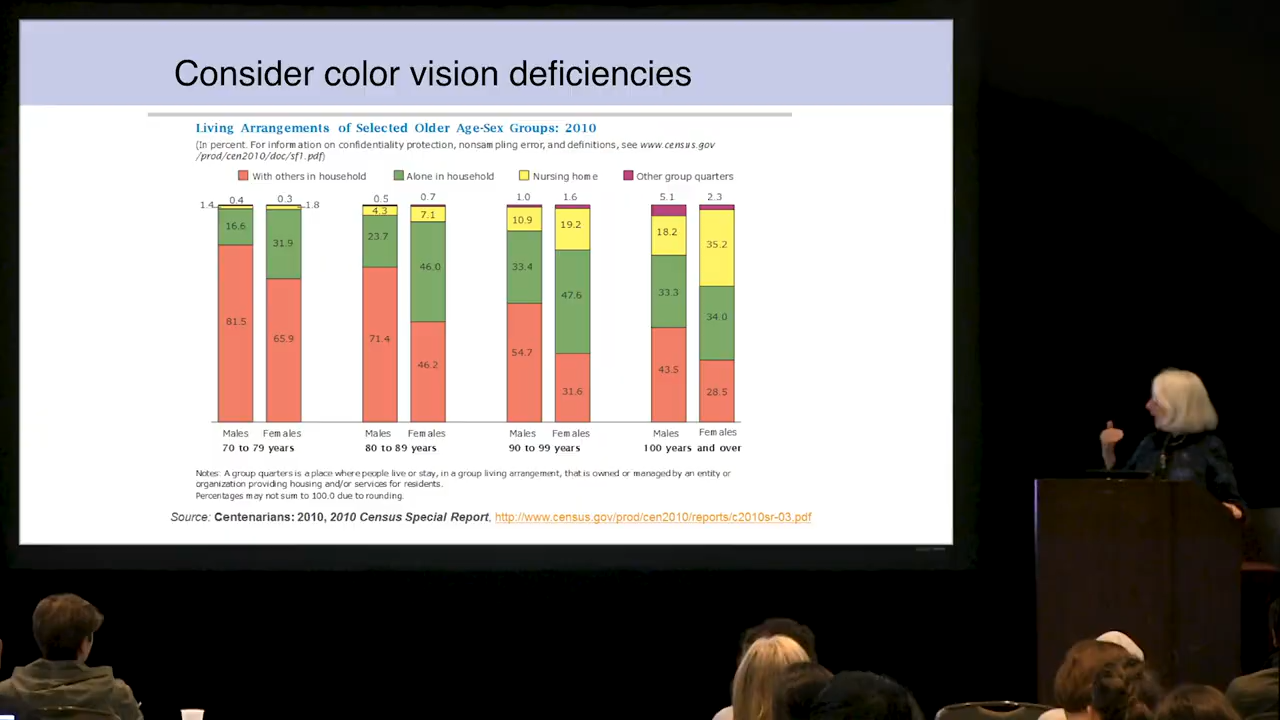 Consider color vision deficiencies
Living Arrangements of Selected Older Age-Sex Groups: 2010
(In percent. For information on confidentiality protection, nonsampling error, and definitions, see www.census.gov
/prod/cen2010/doc/sf1.pdf)
With others in household Alone in household Nursing home Other group quarters
1.4 0.4 0.3 1.8 0.5 0.7 1.0 1.6 5.1 2.3
16.6 31.9 4.3 7.1 10.9 19.2 18.2 35.2
23.7 46.0 33.4 47.6 33.3 34.0
81.5 65.9 71.4 46.2 54.7 31.6 43.5 28.5
Males Females Males Females Males Females Males Females
70 to 79 years 80 to 89 years 90 to 99 years 100 years and over
Notes: A group quarters is a place where people live or stay, in a group living arrangement, that is owned or managed by an entity or
organization providing housing and/or services for residents.
Percentages may not sum to 100.0 due to rounding.
Source: Centenarians: 2010, 2010 Census Special Report, http://www.census.gov/prod/cen2010/reports/c2010sr-03.pdf